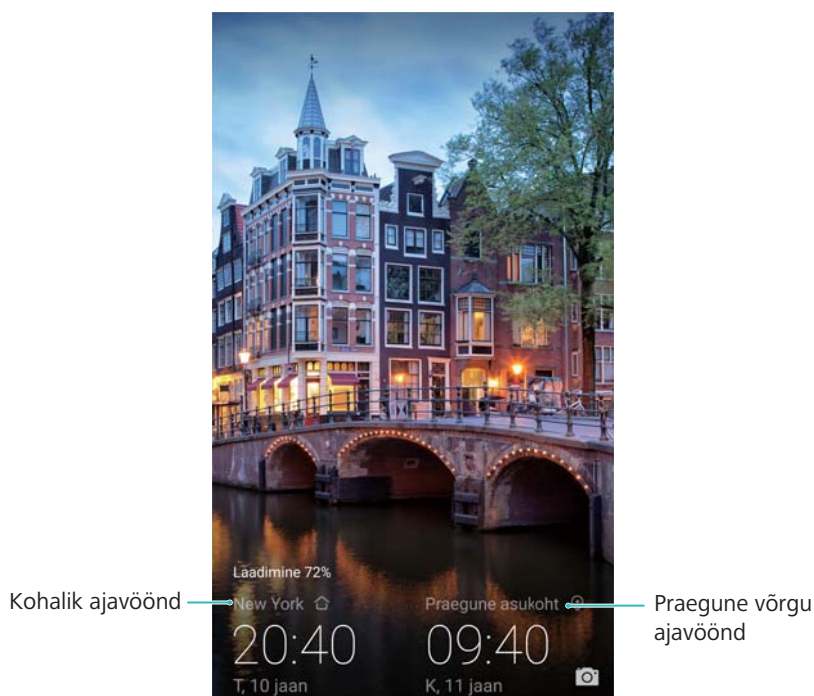 Laadimine 72%
Kohalik ajavöönd
New York
Praegune asukoht
Praegune võrgu
ajavöönd
20:40
09:40
T, 10 jaan
K, 11 jaan